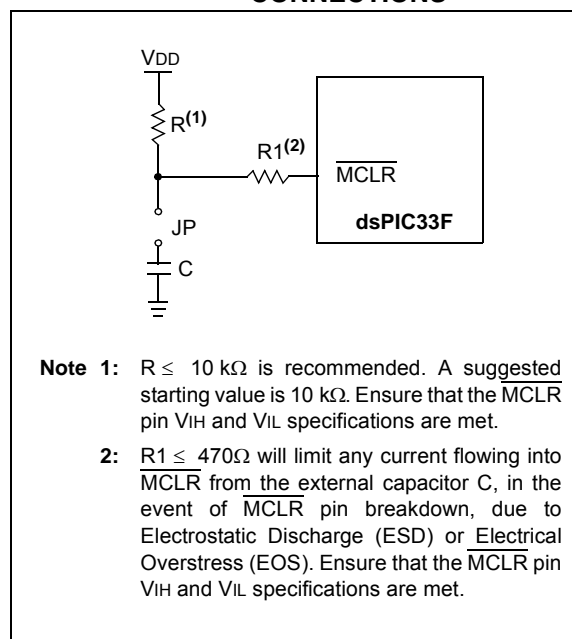 CONNECTIONS
VDD
R(1)
R1(2)
MCLR
dsPIC33F
JP
C
Note 1: R ≤ 10 kΩ is recommended. A suggested
starting value is 10 kΩ. Ensure that the MCLR
pin VIH and VIL specifications are met.
2: R1 ≤ 470Ω will limit any current flowing into
MCLR from the external capacitor C, in the
event of MCLR pin breakdown, due to
Electrostatic Discharge (ESD) or Electrical
Overstress (EOS). Ensure that the MCLR pin
VIH and VIL specifications are met.